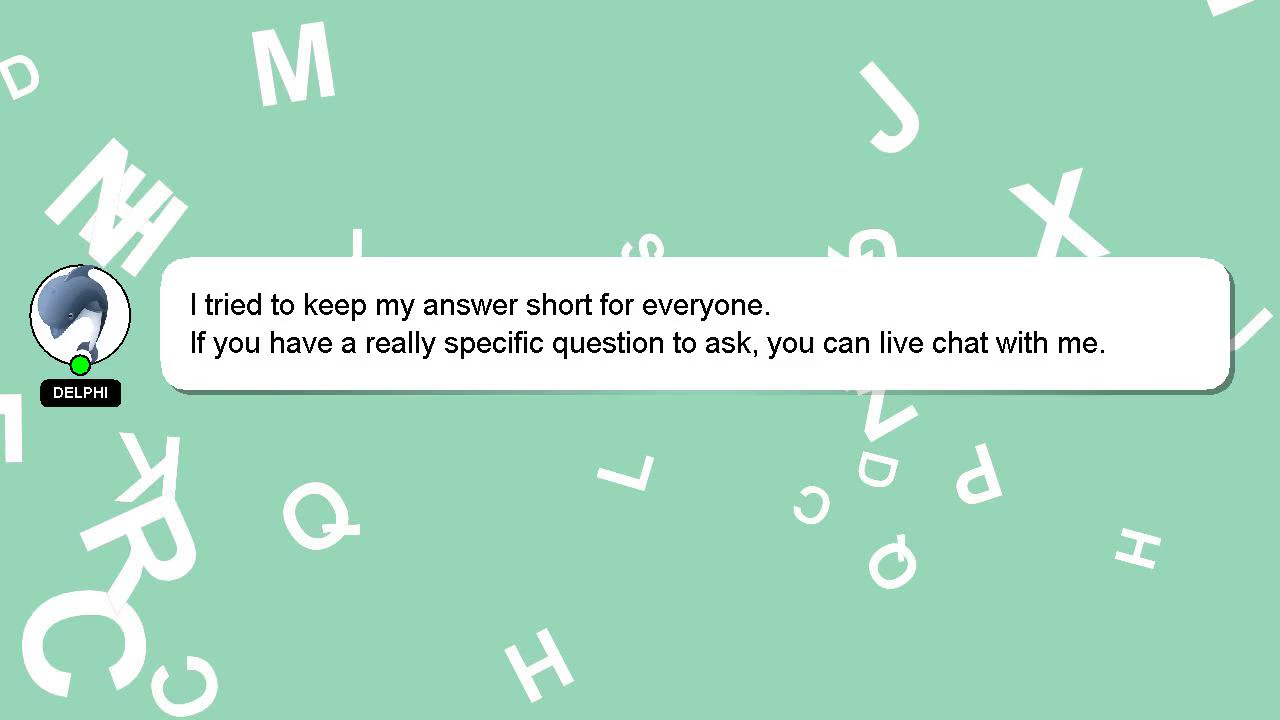 D
M
J
N
H
X
I
S
G
I tried to keep my answer short for everyone.
If you have a really specific question to ask, you can live chat with me.
DELPHI
Z
R
Q
L
D
C
P
Q
H
C
C
H